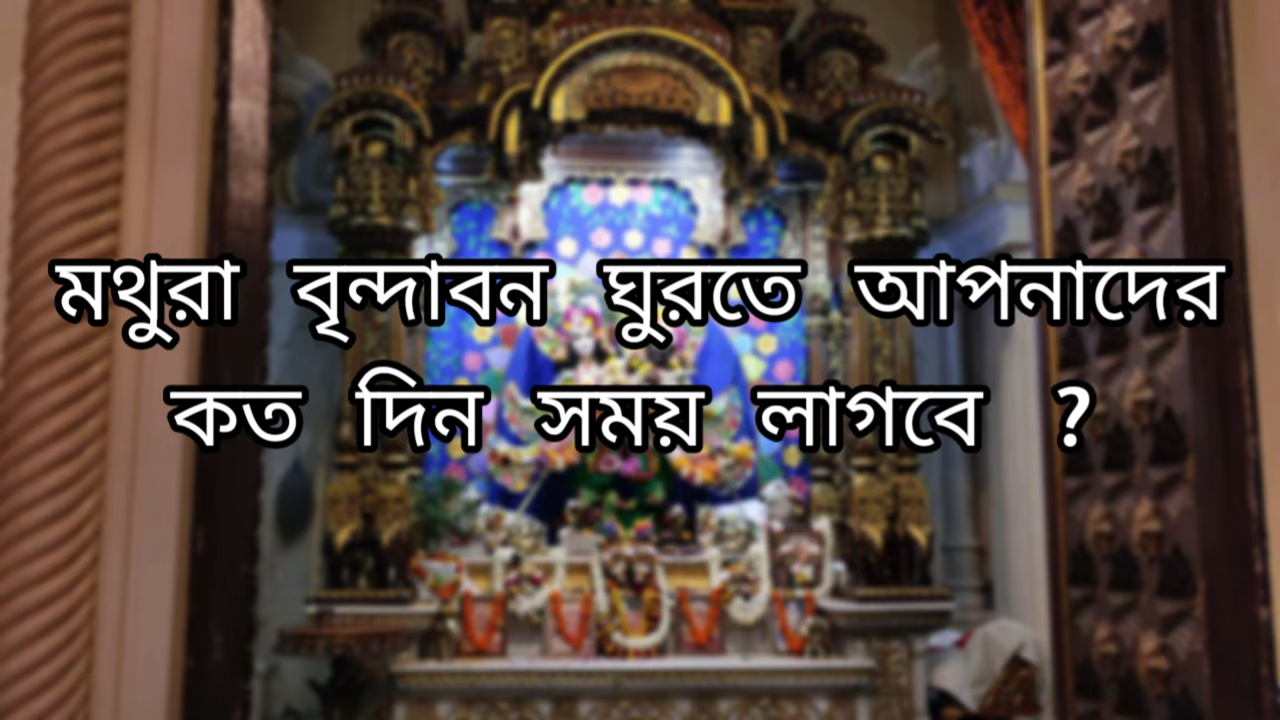 মথুরা বৃন্দাবন ঘুরতে আপনাদের
কত দিন সময় লাগবে ?